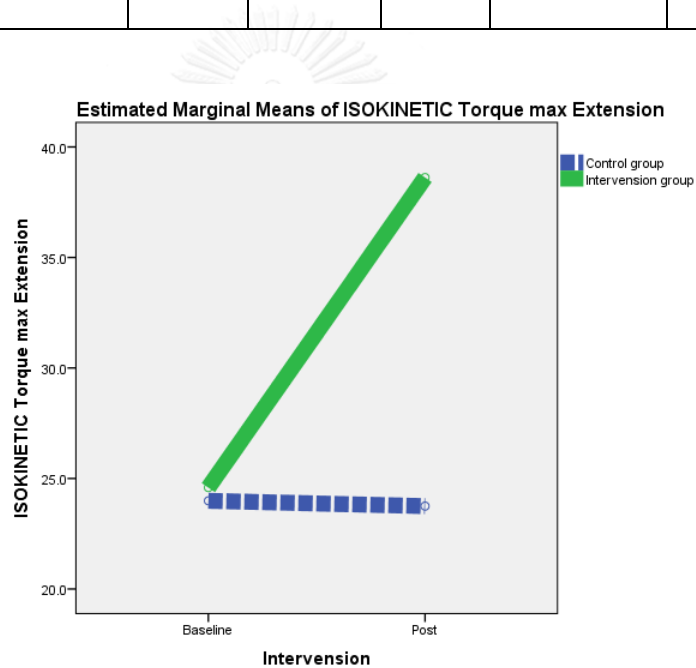 Estimated Marginal Means of ISOKINETIC Torque max Extension
ISOKINETIC Torque max Extension
40.0
35.0
30.0
25.0
20.0
Baseline
Post
Intervension
Control group
Intervension group